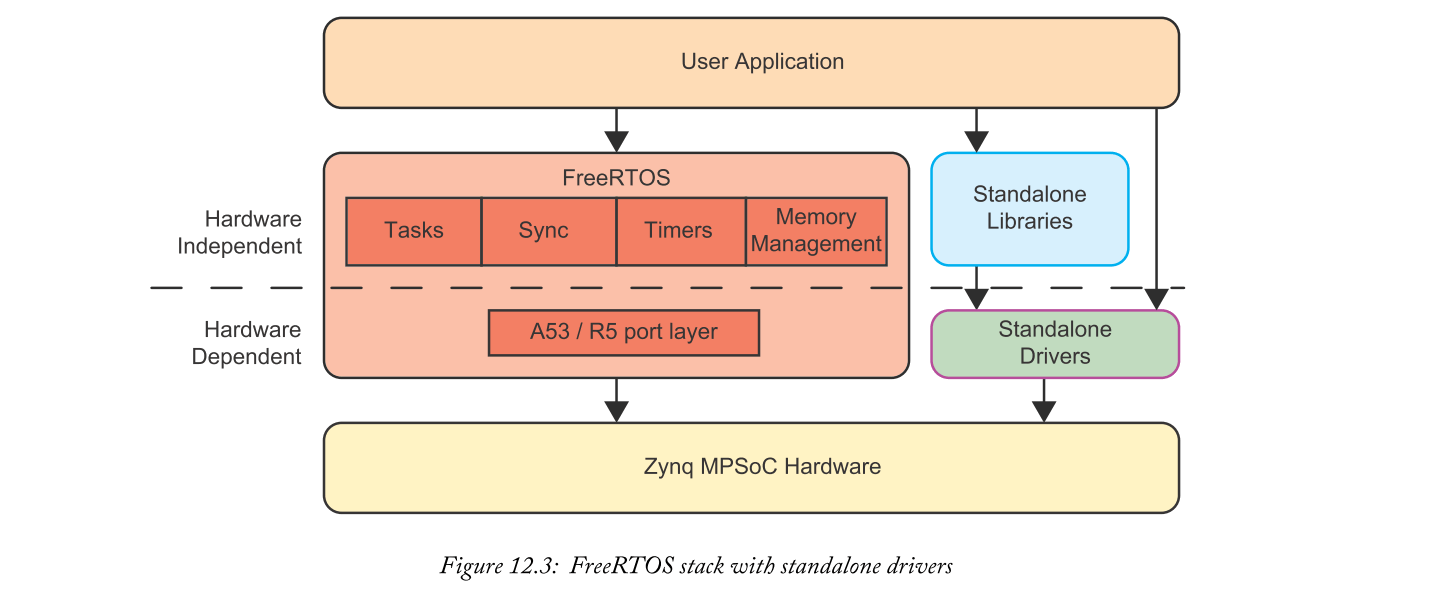 User Application
FreeRTOS
Tasks
Sync
Timers
Memory
Management
Standalone
Libraries
Hardware
Independent
Hardware
Dependent
A53 / R5 port layer
Standalone
Drivers
Zynq MPSoC Hardware
Figure 12.3: FreeRTOS stack with standalone drivers